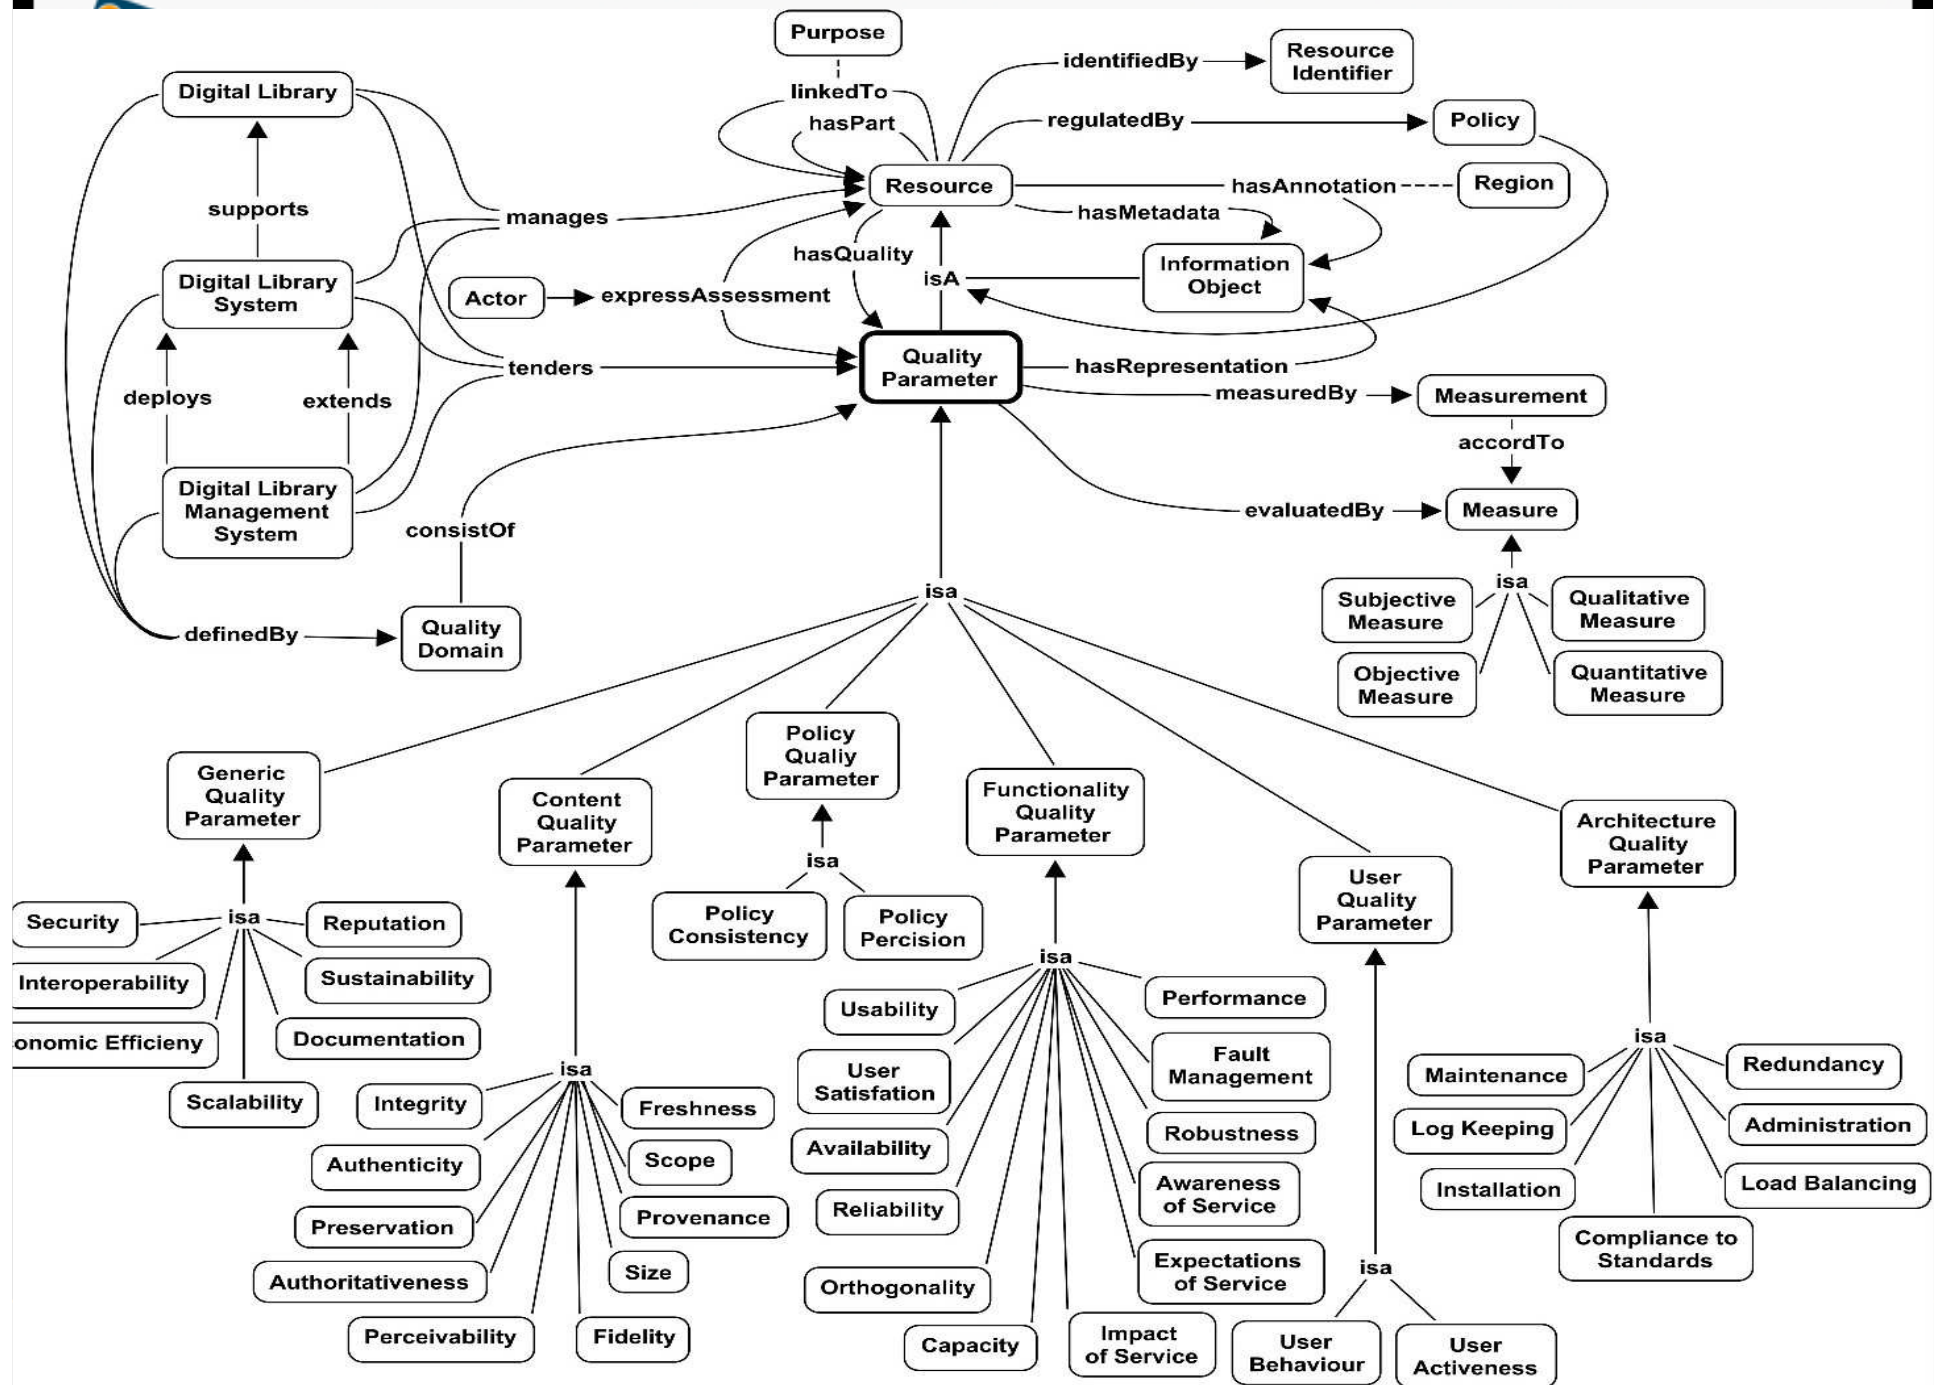 Purpose
linkedTo
hasPart
identifiedBy
Resource
Identifier
regulatedBy
Policy
Digital Library
supports
manages
Resource
hasAnnotation
Region
hasMetadata
hasQuality
isA
Information
Object
Digital Library
System
Actor
expressAssessment
Quality
Parameter
hasRepresentation
tenders
deploys
extends
measuredBy
Measurement
accordTo
evaluatedBy
Measure
Digital Library
Management
System
consistOf
isa
Subjective
Measure
Qualitative
Measure
Objective
Measure
Quantitative
Measure
definedBy
Quality
Domain
isa
Generic
Quality
Parameter
Content
Quality
Parameter
Policy
Qualiy
Parameter
Functionality
Quality
Parameter
User
Quality
Parameter
Architecture
Quality
Parameter
isa
Security
Reputation
Interoperability
Sustainability
onomic Efficieny
Documentation
Scalability
isa
Integrity
Freshness
Authenticity
Scope
Preservation
Provenance
Authoritativeness
Size
Perceivability
Fidelity
isa
Policy
Consistency
Policy
Percision
isa
Usability
Performance
User
Satisfation
Fault
Management
Availability
Robustness
Reliability
Awareness
of Service
Orthogonality
Expectations
of Service
Capacity
Impact
of Service
isa
User
Behaviour
User
Activeness
isa
Maintenance
Redundancy
Log Keeping
Administration
Installation
Load Balancing
Compliance to
Standards